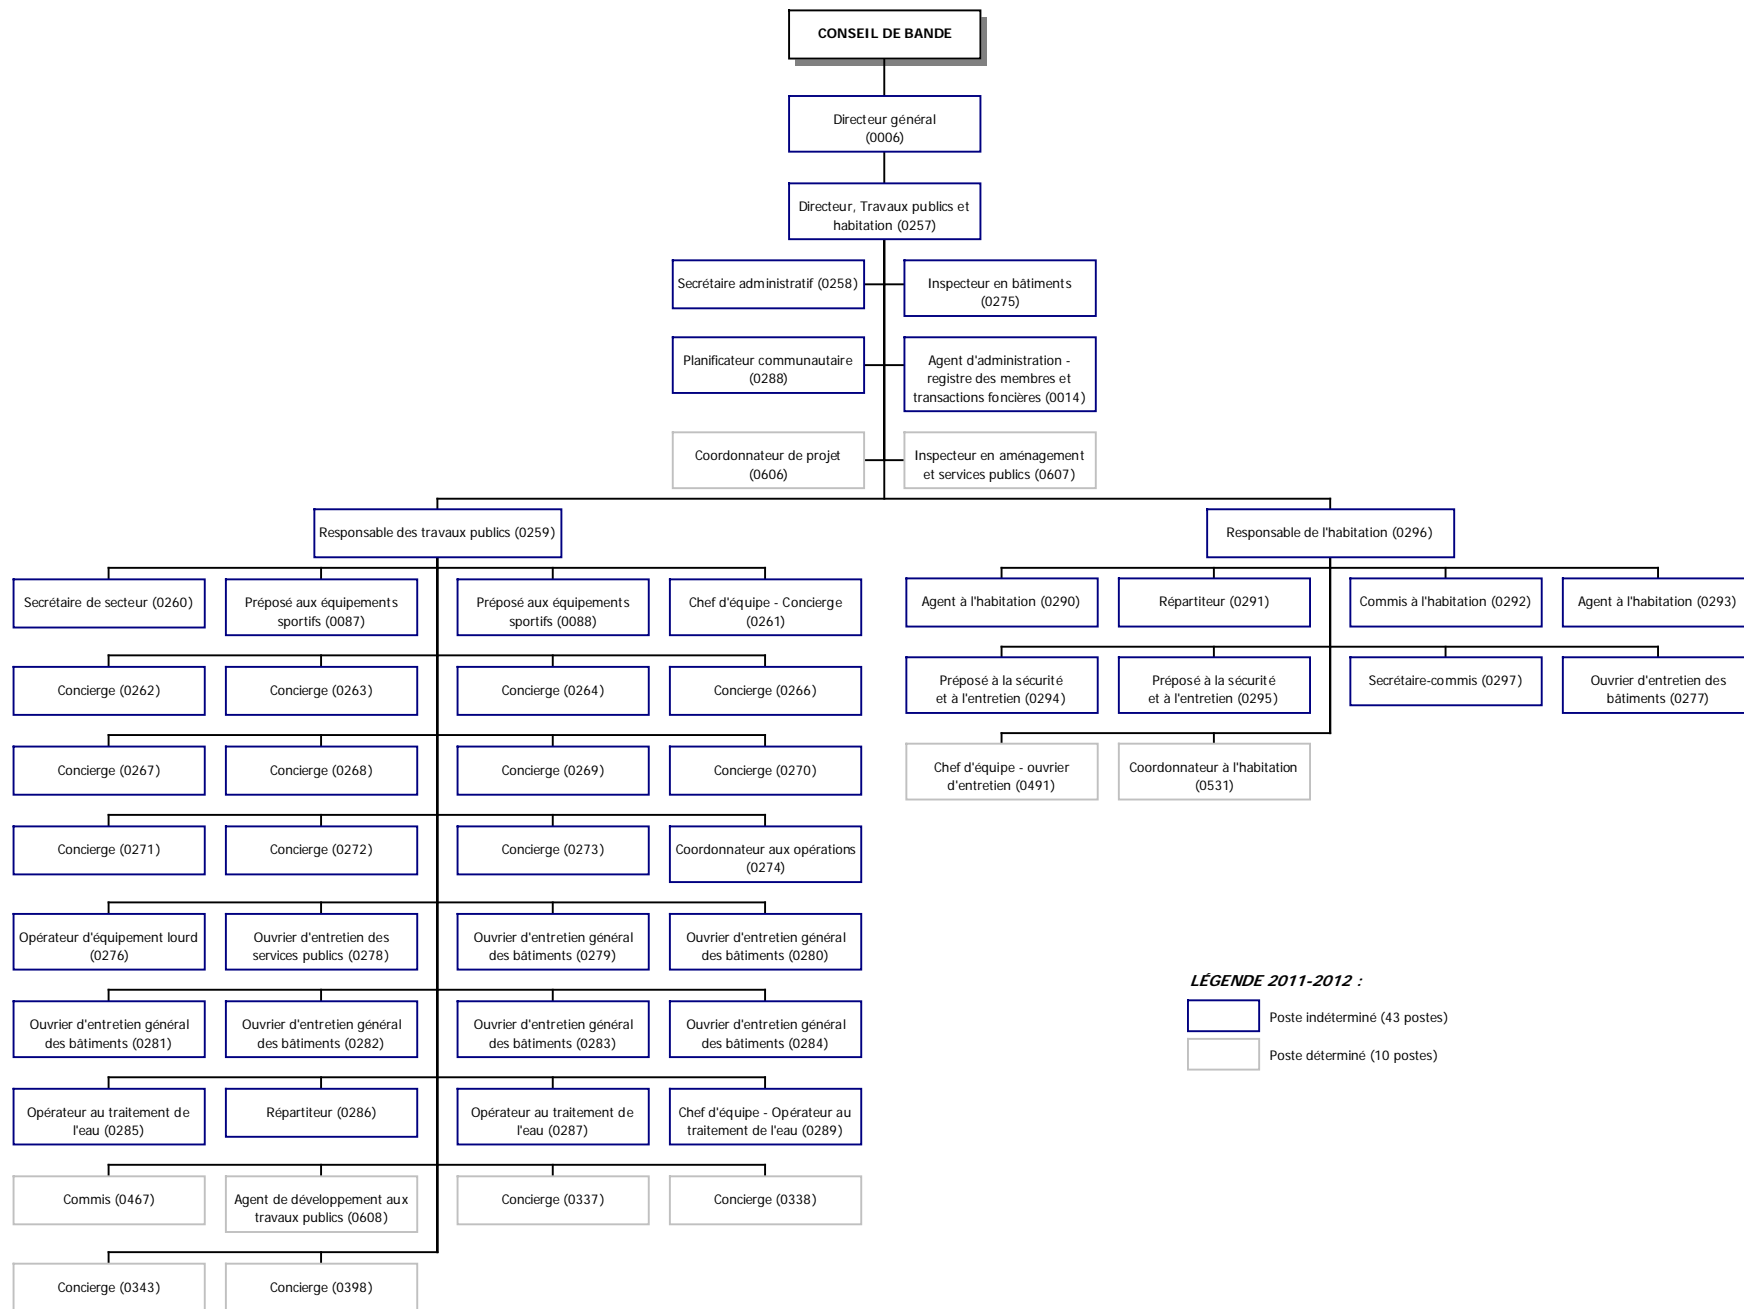 CONSEIL DE BANDE
Directeur général
(0006)
Directeur, Travaux publics et
habitation (0257)
Secrétaire administratif (0258)
Inspecteur en bâtiments
(0275)
Planificateur communautaire
(0288)
Agent d'administration -
registre des membres et
transactions foncières (0014)
Coordonnateur de projet
(0606)
Inspecteur en aménagement
et services publics (0607)
Responsable des travaux publics (0259)
Responsable de l'habitation (0296)
Secrétaire de secteur (0260)
Préposé aux équipements
sportifs (0087)
Préposé aux équipements
sportifs (0088)
Chef d'équipe - Concierge
(0261)
Concierge (0262)
Concierge (0263)
Concierge (0264)
Concierge (0266)
Concierge (0267)
Concierge (0268)
Concierge (0269)
Concierge (0270)
Concierge (0271)
Concierge (0272)
Concierge (0273)
Coordonnateur aux opérations
(0274)
Opérateur d'équipement lourd
(0276)
Ouvrier d'entretien des
services publics (0278)
Ouvrier d'entretien général
des bâtiments (0279)
Ouvrier d'entretien général
des bâtiments (0280)
Ouvrier d'entretien général
des bâtiments (0281)
Ouvrier d'entretien général
des bâtiments (0282)
Ouvrier d'entretien général
des bâtiments (0283)
Ouvrier d'entretien général
des bâtiments (0284)
Opérateur au traitement de
l'eau (0285)
Répartiteur (0286)
Opérateur au traitement de
l'eau (0287)
Chef d'équipe - Opérateur au
traitement de l'eau (0289)
Commis (0467)
Agent de développement aux
travaux publics (0608)
Concierge (0337)
Concierge (0338)
Concierge (0343)
Concierge (0398)
Agent à l'habitation (0290)
Répartiteur (0291)
Commis à l'habitation (0292)
Agent à l'habitation (0293)
Préposé à la sécurité
et à l'entretien (0294)
Préposé à la sécurité
et à l'entretien (0295)
Secrétaire-commis (0297)
Ouvrier d'entretien des
bâtiments (0277)
Chef d'équipe - ouvrier
d'entretien (0491)
Coordonnateur à l'habitation
(0531)
LÉGENDE 2011-2012 :
Poste indéterminé (43 postes)
Poste déterminé (10 postes)